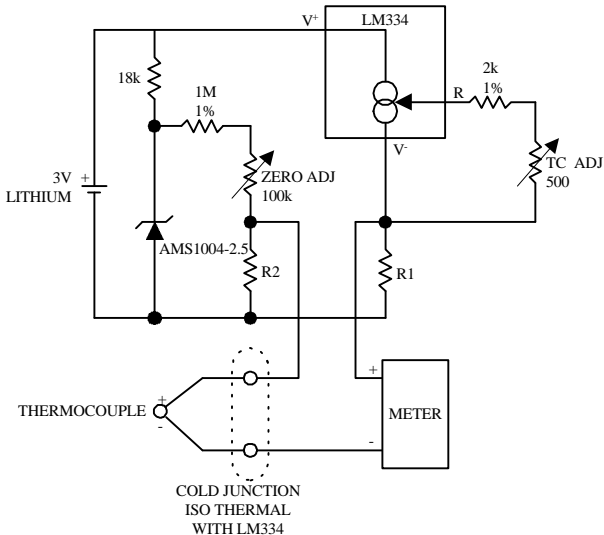 V+
LM334
18k
1M
1%
R
2k
1%
V-
3V
LITHIUM
+
ZERO ADJ
100k
TC ADJ
500
AMS1004-2.5
R2
R1
THERMOCOUPLE
+
-
+
-
METER
COLD JUNCTION
ISO THERMAL
WITH LM334